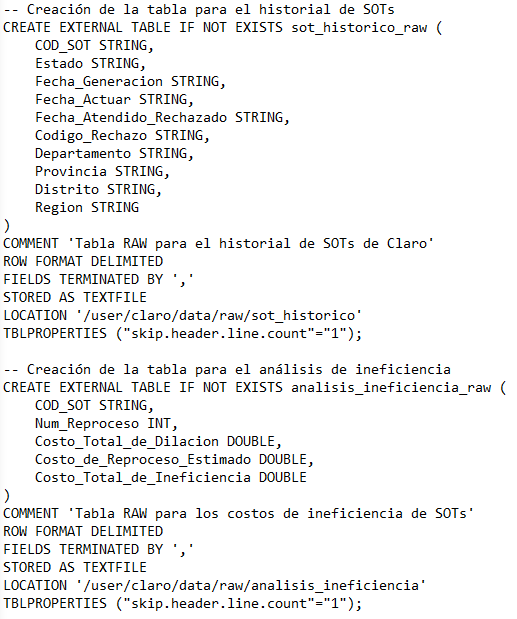 -- Creación de la tabla para el historial de SOTs
CREATE EXTERNAL TABLE IF NOT EXISTS sot_historico_raw (
    COD_SOT STRING,
    Estado STRING,
    Fecha_Generacion STRING,
    Fecha_Actuar STRING,
    Fecha_Atendido_Rechazado STRING,
    Codigo_Rechazo STRING,
    Departamento STRING,
    Provincia STRING,
    Distrito STRING,
    Region STRING
)
COMMENT 'Tabla RAW para el historial de SOTs de Claro'
ROW FORMAT DELIMITED
FIELDS TERMINATED BY ','
STORED AS TEXTFILE
LOCATION '/user/claro/data/raw/sot_historico'
TBLPROPERTIES ("skip.header.line.count"="1");

-- Creación de la tabla para el análisis de ineficiencia
CREATE EXTERNAL TABLE IF NOT EXISTS analisis_ineficiencia_raw (
    COD_SOT STRING,
    Num_Reproceso INT,
    Costo_Total_de_Dilacion DOUBLE,
    Costo_de_Reproceso_Estimado DOUBLE,
    Costo_Total_de_Ineficiencia DOUBLE
)
COMMENT 'Tabla RAW para los costos de ineficiencia de SOTs'
ROW FORMAT DELIMITED
FIELDS TERMINATED BY ','
STORED AS TEXTFILE
LOCATION '/user/claro/data/raw/analisis_ineficiencia'
TBLPROPERTIES ("skip.header.line.count"="1");